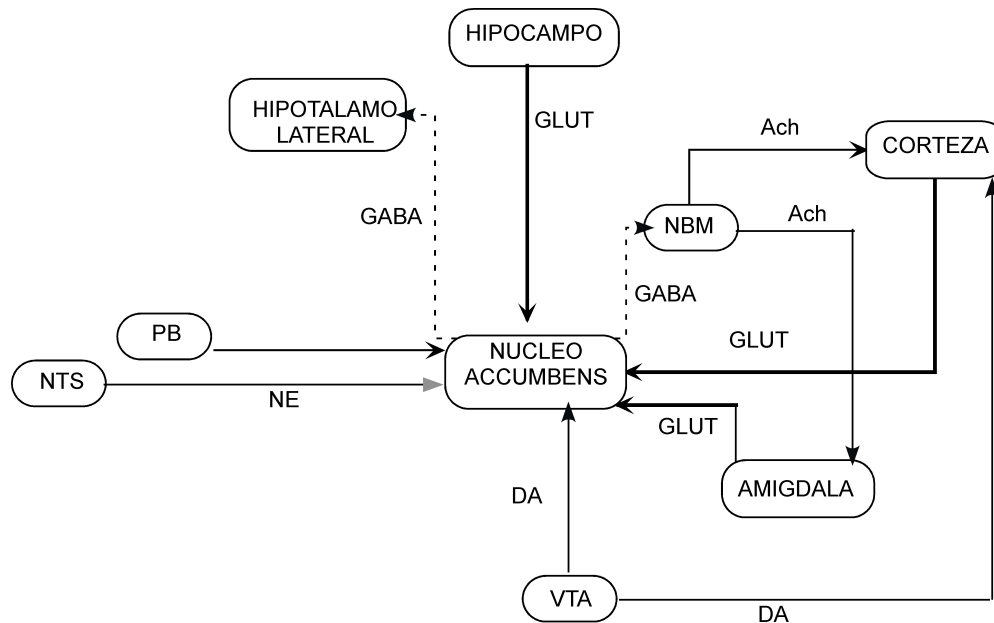 HIPOCAMPO
HIPOTALAMO
LATERAL
GLUT
Ach
CORTEZA
GABA
Ach
NBM
GABA
PB
GLUT
NUCLEO
ACCUMBENS
NTS
NE
GLUT
DA
AMIGDALA
VTA
DA